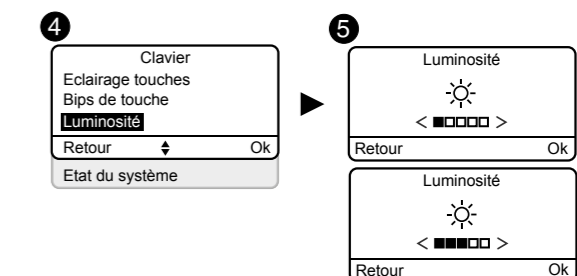 4
Clavier
Eclairage touches
Bips de touche
Luminosité
Retour Ok
Etat du système
5
Luminosité
< >
Retour Ok
Luminosité
< >
Retour Ok